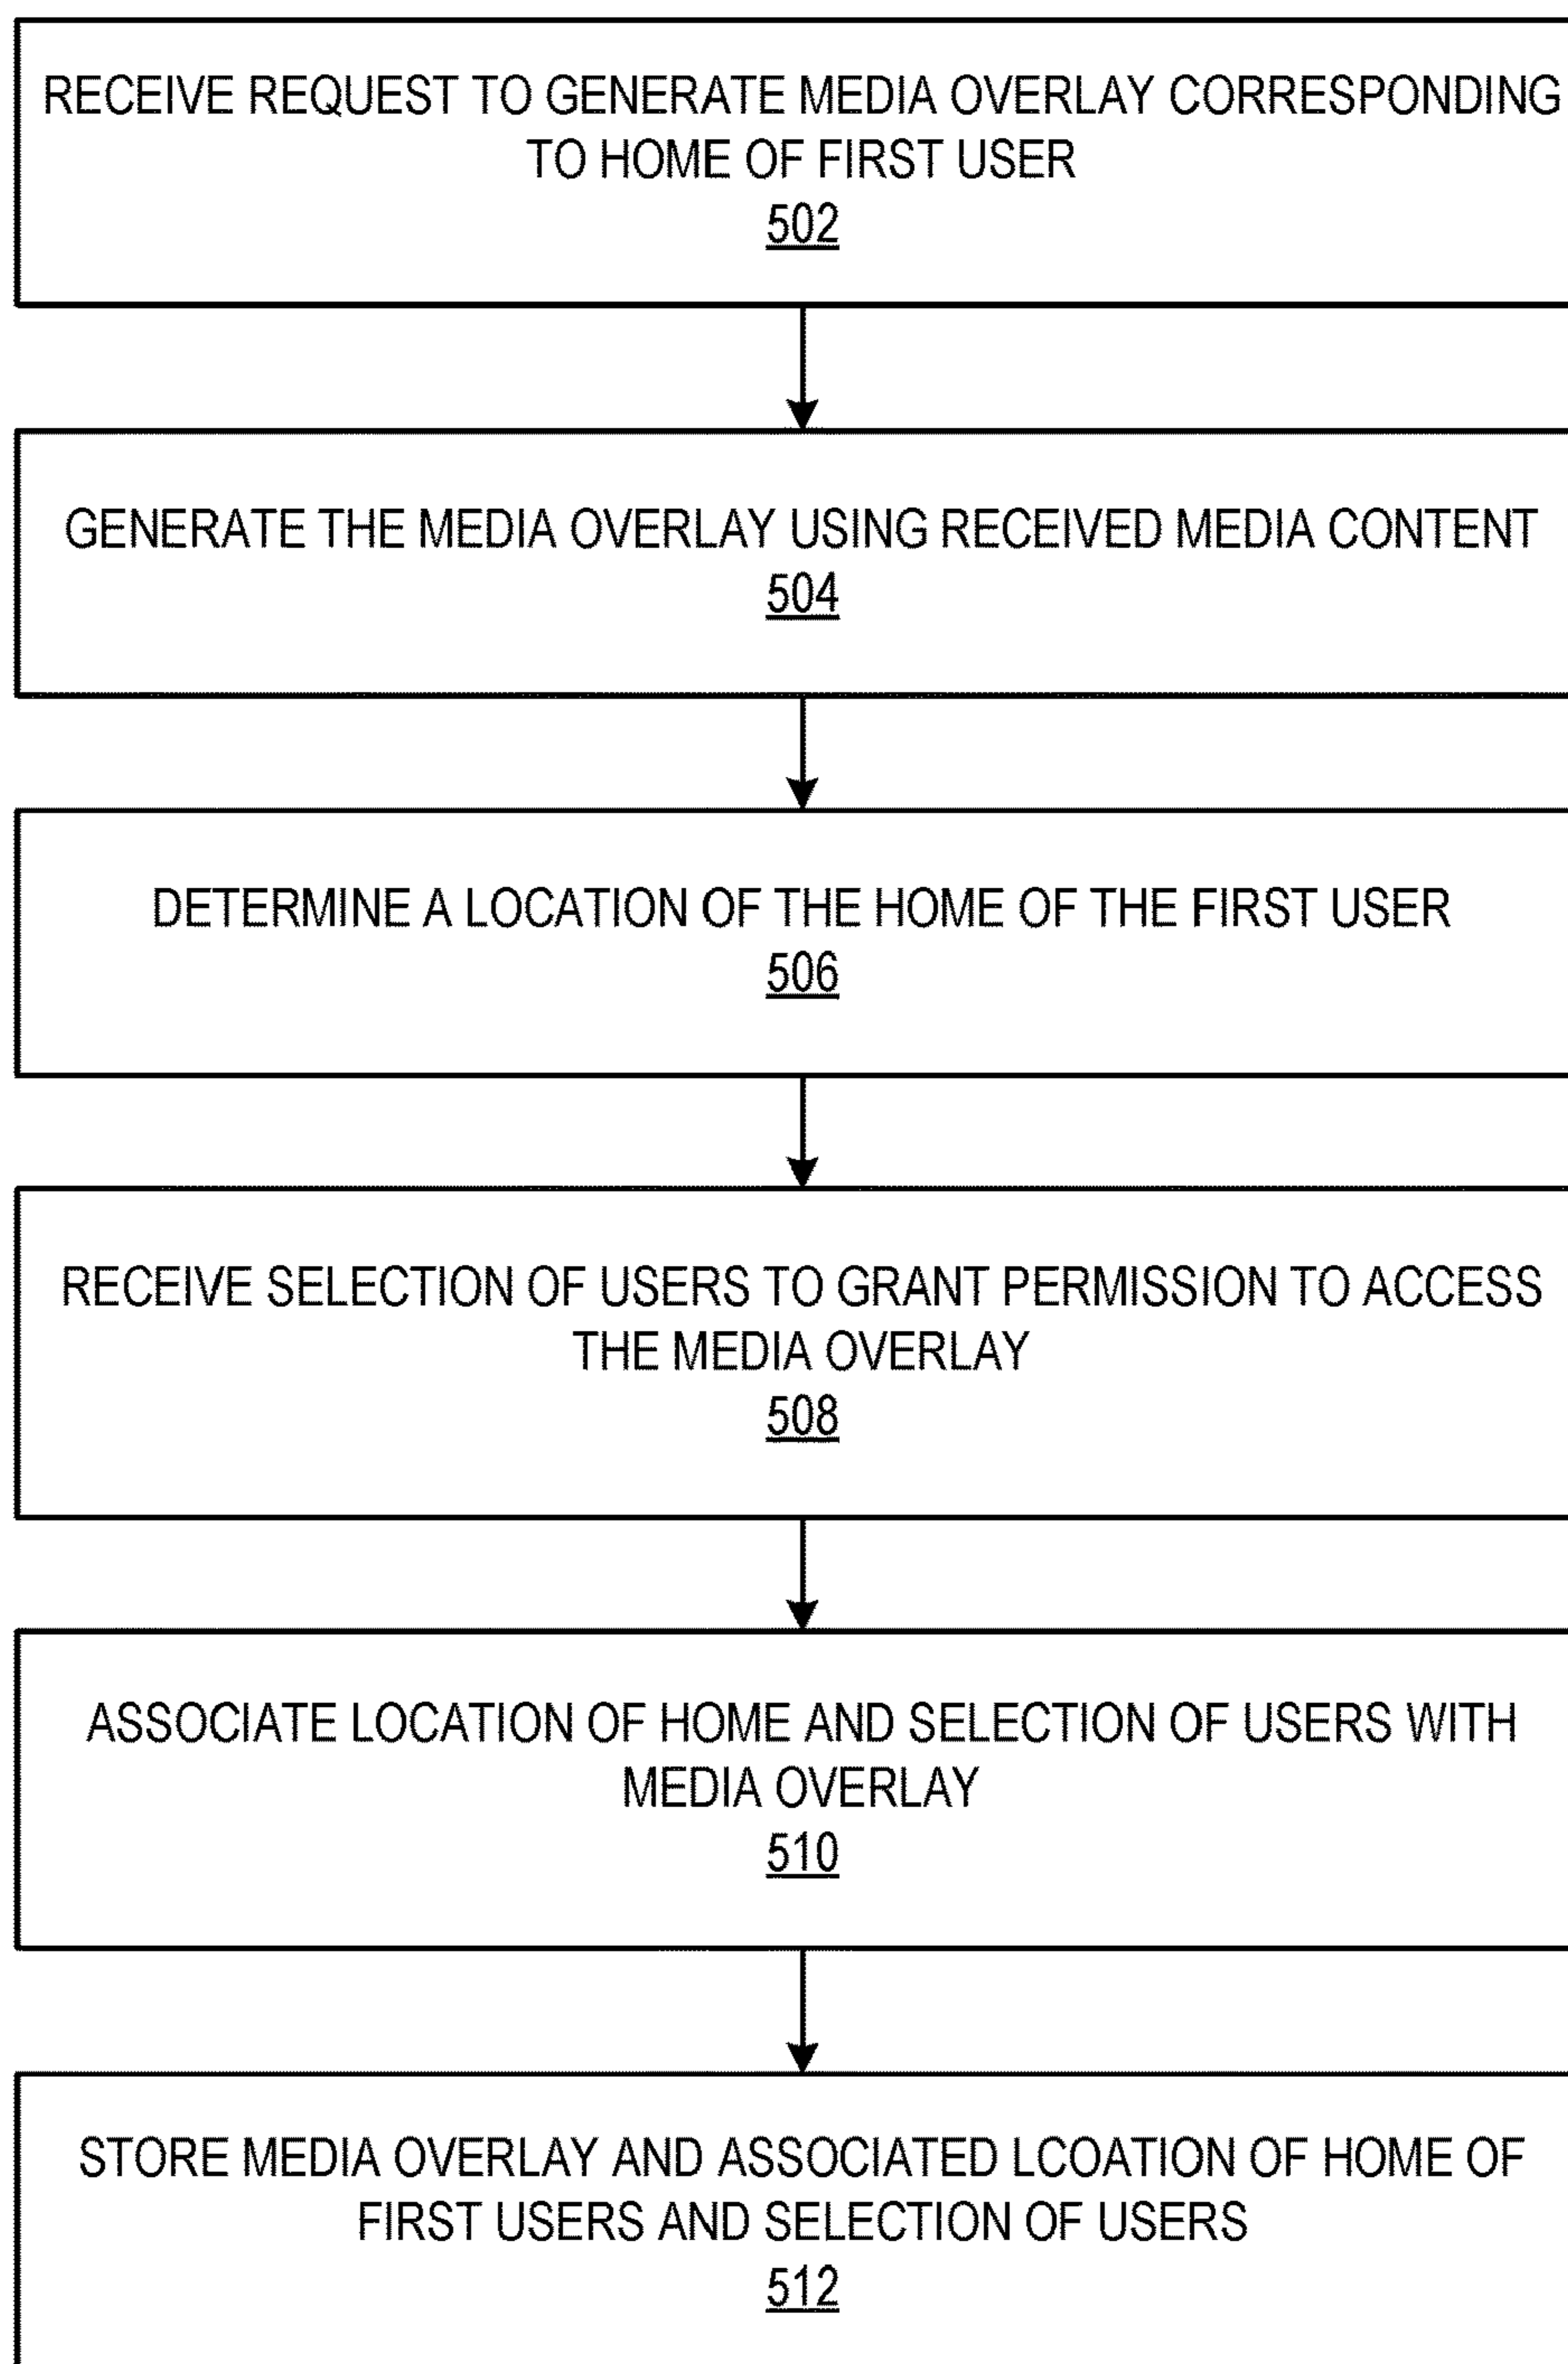 RECEIVE REQUEST TO GENERATE MEDIA OVERLAY CORRESPONDING
TO HOME OF FIRST USER
502
GENERATE THE MEDIA OVERLAY USING RECEIVED MEDIA CONTENT
504
DETERMINE A LOCATION OF THE HOME OF THE FIRST USER
506
RECEIVE SELECTION OF USERS TO GRANT PERMISSION TO ACCESS
THE MEDIA OVERLAY
508
ASSOCIATE LOCATION OF HOME AND SELECTION OF USERS WITH
MEDIA OVERLAY
510
STORE MEDIA OVERLAY AND ASSOCIATED LCOATION OF HOME OF
FIRST USERS AND SELECTION OF USERS
512